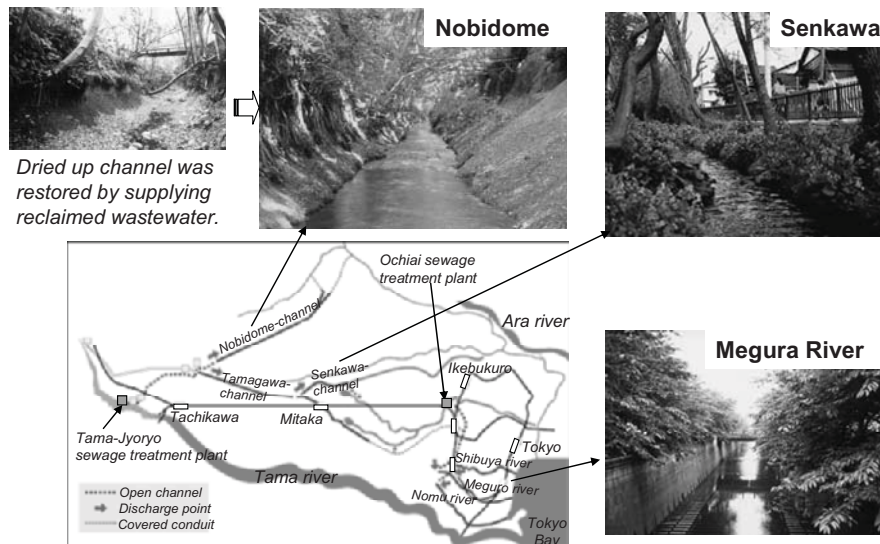 Nobidome
Senkawa
Dried up channel was
restored by supplying
reclaimed wastewater.
Ochiai sewage
treatment plant
Nobidome-channel
Ara river
Megura River
Senkawa-
channel
Ikebukuro
Tamagawa-
channel
Tachikawa
Mitaka
Tama-Jyoryo
sewage treatment plant
Tokyo
Shibuya river
Tama river
Meguro river
Nomu river
Open channel
Discharge point
Covered conduit
Tokyo
Bay